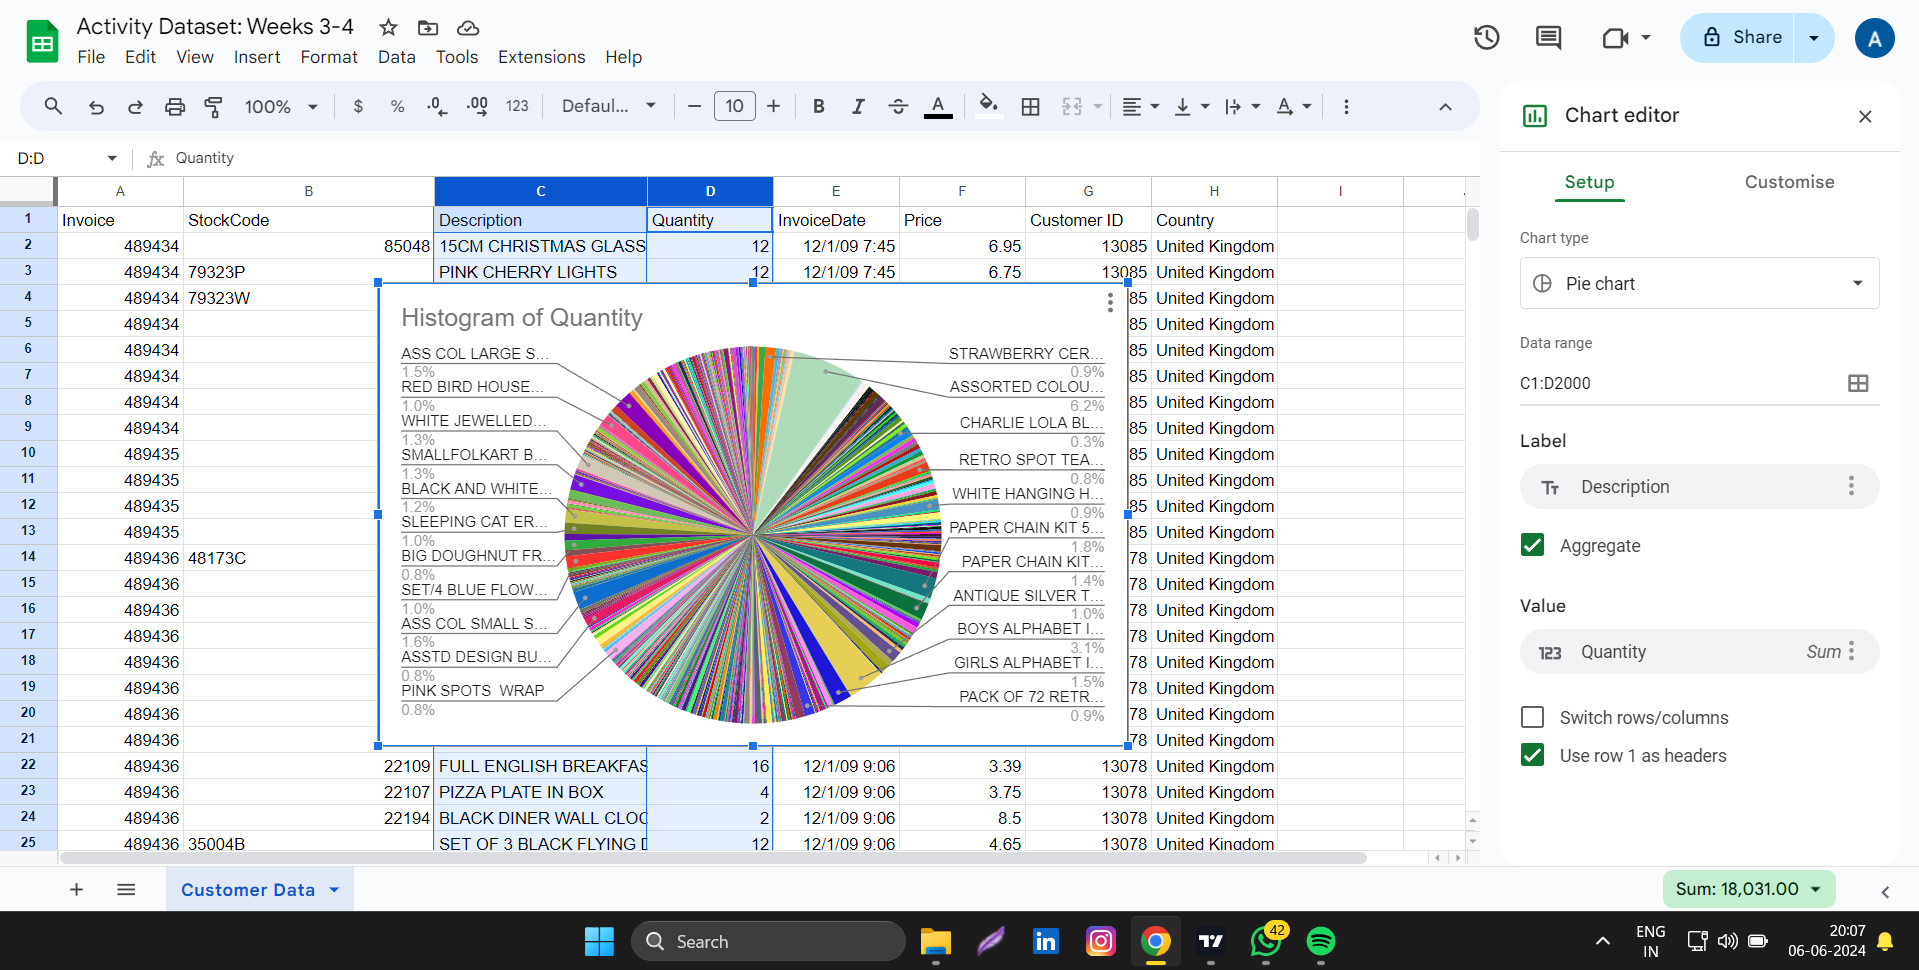 Activity Dataset: Weeks 3-4
File Edit View Insert Format Data Tools Extensions Help
Share
A
100% $ % .0 .00 123 Defaul... 10 B I S A
D:D fx Quantity
A B C D E F G H I
1 Invoice StockCode Description Quantity InvoiceDate Price Customer ID Country
2 489434 85048 15CM CHRISTMAS GLASS 12 12/1/09 7:45 6.95 13085 United Kingdom
3 489434 79323P PINK CHERRY LIGHTS 12 12/1/09 7:45 6.75 13085 United Kingdom
4 489434 79323W 85 United Kingdom
5 489434 85 United Kingdom
6 489434 85 United Kingdom
7 489434 85 United Kingdom
8 489434 85 United Kingdom
9 489434 85 United Kingdom
10 489435 85 United Kingdom
11 489435 85 United Kingdom
12 489435 85 United Kingdom
13 489435 85 United Kingdom
14 489436 48173C 78 United Kingdom
15 489436 78 United Kingdom
16 489436 78 United Kingdom
17 489436 78 United Kingdom
18 489436 78 United Kingdom
19 489436 78 United Kingdom
20 489436 78 United Kingdom
21 489436 78 United Kingdom
22 489436 22109 FULL ENGLISH BREAKFAS 16 12/1/09 9:06 3.39 13078 United Kingdom
23 489436 22107 PIZZA PLATE IN BOX 4 12/1/09 9:06 3.75 13078 United Kingdom
24 489436 22194 BLACK DINER WALL CLOC 2 12/1/09 9:06 8.5 13078 United Kingdom
25 489436 35004B SET OF 3 BLACK FLYING D 12 12/1/09 9:06 4.65 13078 United Kingdom
Histogram of Quantity
ASS COL LARGE S...
1.5%
RED BIRD HOUSE...
1.0%
WHITE JEWELLED...
1.3%
SMALLFOLKART B...
1.3%
BLACK AND WHITE...
1.2%
SLEEPING CAT ER...
1.0%
BIG DOUGHNUT FR...
0.8%
SET/4 BLUE FLOW...
1.0%
ASS COL SMALL S...
1.6%
ASSTD DESIGN BU...
0.8%
PINK SPOTS WRAP
0.8%
STRAWBERRY CER...
0.9%
ASSORTED COLOU...
6.2%
CHARLIE LOLA BL...
0.3%
RETRO SPOT TEA...
0.8%
WHITE HANGING H...
0.9%
PAPER CHAIN KIT 5...
1.8%
PAPER CHAIN KIT...
1.4%
ANTIQUE SILVER T...
1.0%
BOYS ALPHABET I...
3.1%
GIRLS ALPHABET I...
1.5%
PACK OF 72 RETR...
0.9%
Chart editor
Setup Customise
Chart type
Pie chart
Data range
C1:D2000
Label
Tт Description
Aggregate
Value
123 Quantity Sum
Switch rows/columns
Use row 1 as headers
Customer Data
Sum: 18,031.00
Search
in
42
ENG
IN
20:07
06-06-2024